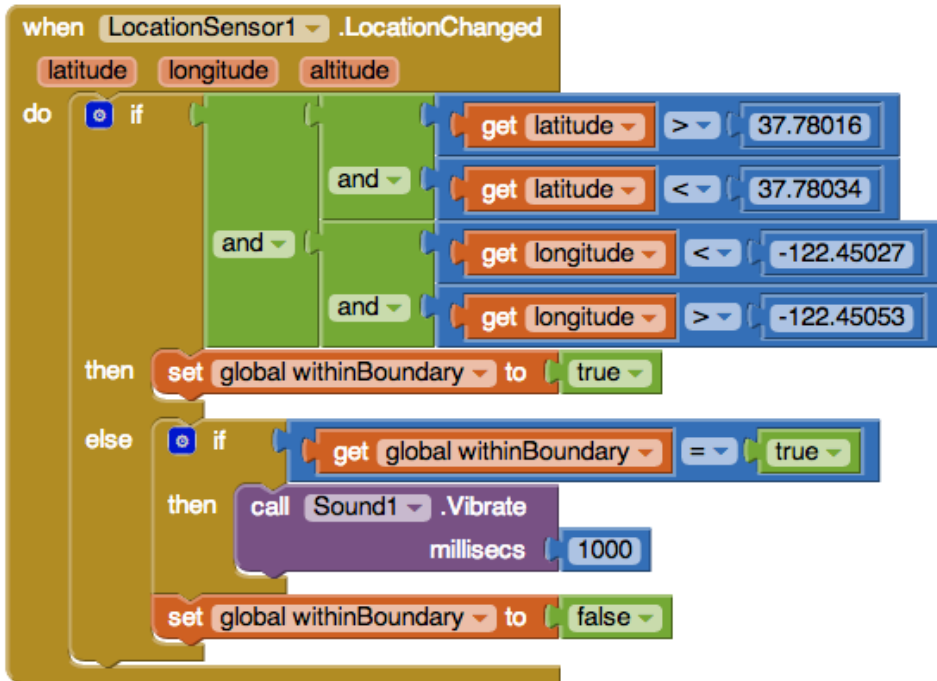 when LocationSensor1 .LocationChanged
latitude longitude altitude
do if get latitude > 37.78016
and get latitude < 37.78034
and get longitude < -122.45027
and get longitude > -122.45053
then set global withinBoundary to true
else if get global withinBoundary = true
then call Sound1 .Vibrate
millisecs 1000
set global withinBoundary to false